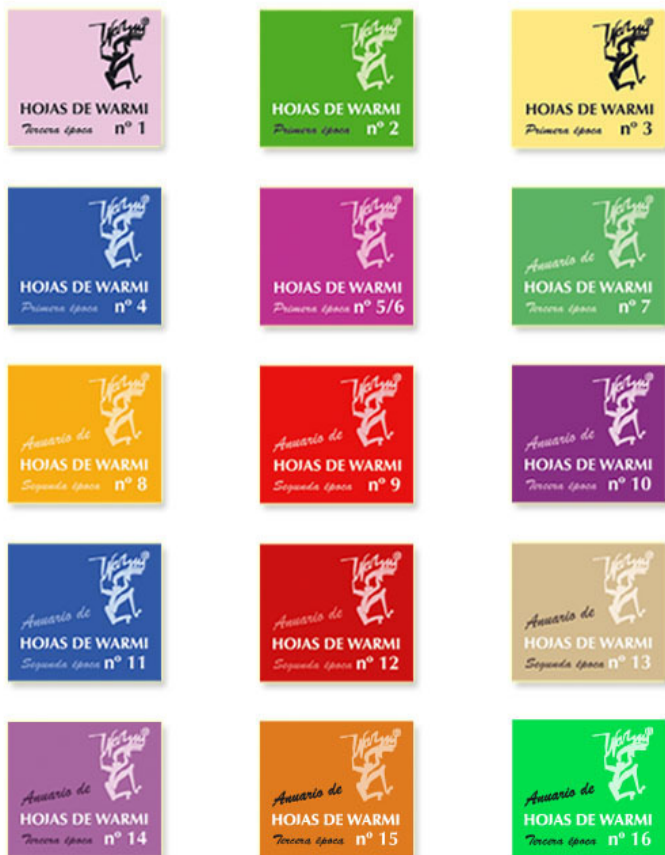 Warmi®
HOJAS DE WARMI
Tercera época nº 1
Warmi®
HOJAS DE WARMI
Primera época nº 2
Warmi®
HOJAS DE WARMI
Primera época nº 3
Warmi®
HOJAS DE WARMI
Primera época nº 4
Warmi®
HOJAS DE WARMI
Primera época nº 5/6
Warmi®
Anuario de
HOJAS DE WARMI
Tercera época nº 7
Warmi®
Anuario de
HOJAS DE WARMI
Segunda época nº 8
Warmi®
Anuario de
HOJAS DE WARMI
Segunda época nº 9
Warmi®
Anuario de
HOJAS DE WARMI
Tercera época nº 10
Warmi®
Anuario de
HOJAS DE WARMI
Segunda época nº 11
Warmi®
Anuario de
HOJAS DE WARMI
Segunda época nº 12
Warmi®
Anuario de
HOJAS DE WARMI
Segunda época nº 13
Warmi®
Anuario de
HOJAS DE WARMI
Tercera época nº 14
Warmi®
Anuario de
HOJAS DE WARMI
Tercera época nº 15
Warmi®
Anuario de
HOJAS DE WARMI
Tercera época nº 16